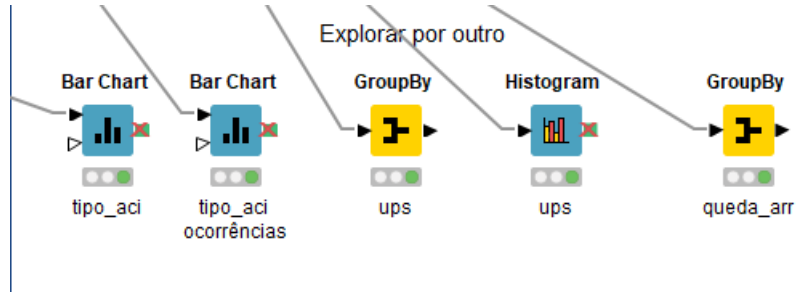 Explorar por outro
Bar Chart
Bar Chart
GroupBy
Histogram
GroupBy
tipo_aci
tipo_aci
ocorrências
ups
ups
queda_arr